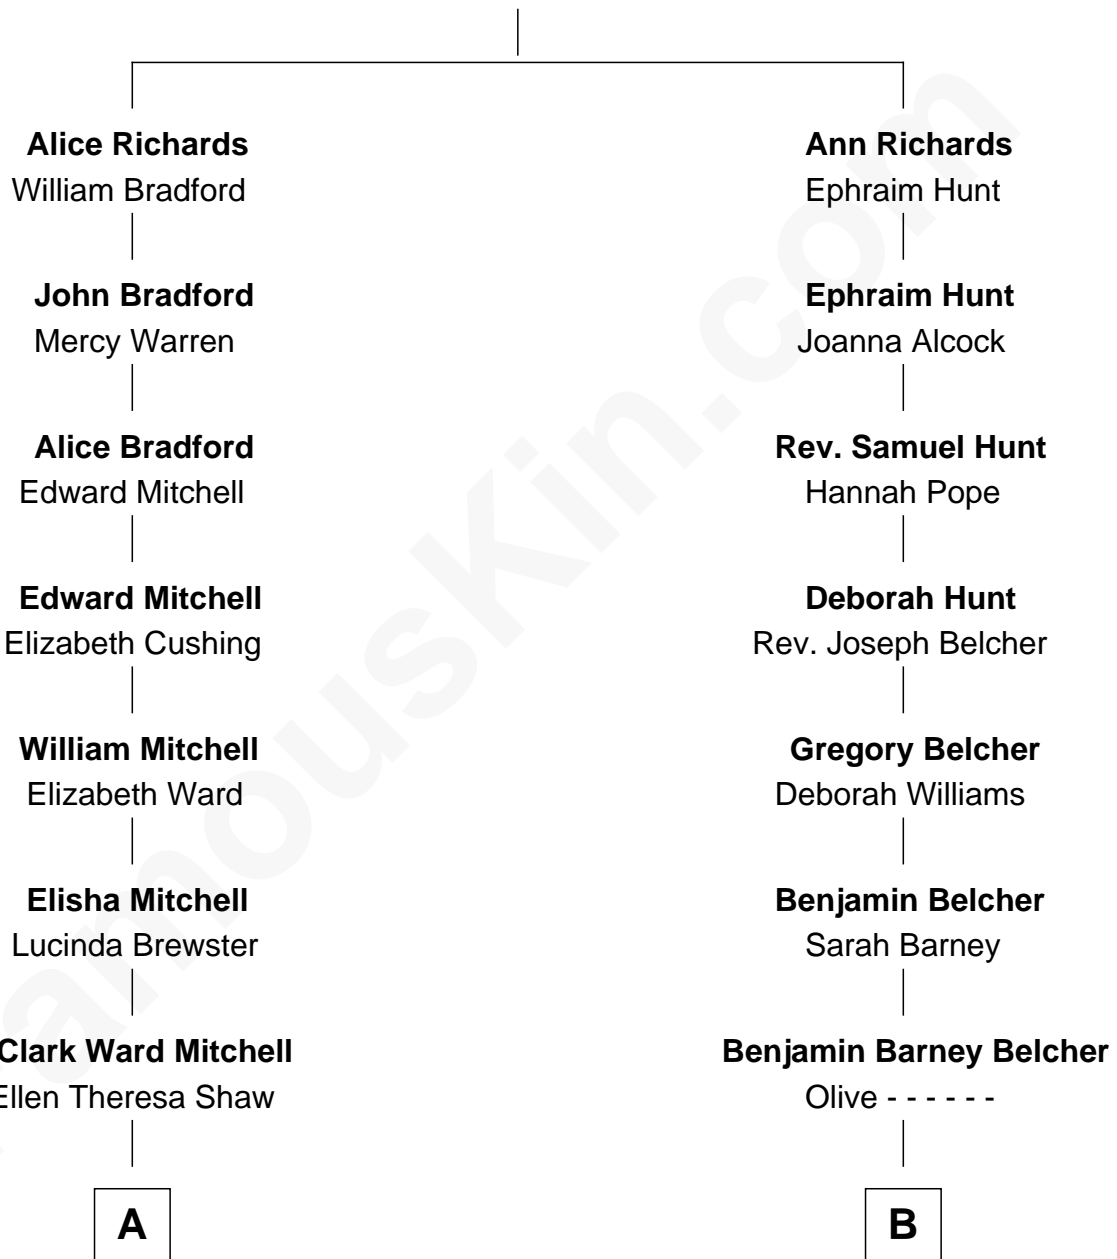 Alice Richards
William Bradford
John Bradford
Mercy Warren
Alice Bradford
Edward Mitchell
Edward Mitchell
Elizabeth Cushing
William Mitchell
Elizabeth Ward
Elisha Mitchell
Lucinda Brewster
Clark Ward Mitchell
Ellen Theresa Shaw
A
Ann Richards
Ephraim Hunt
Ephraim Hunt
Joanna Alcock
Rev. Samuel Hunt
Hannah Pope
Deborah Hunt
Rev. Joseph Belcher
Gregory Belcher
Deborah Williams
Benjamin Belcher
Sarah Barney
Benjamin Barney Belcher
Olive - - - - - -
B
amouskin.com